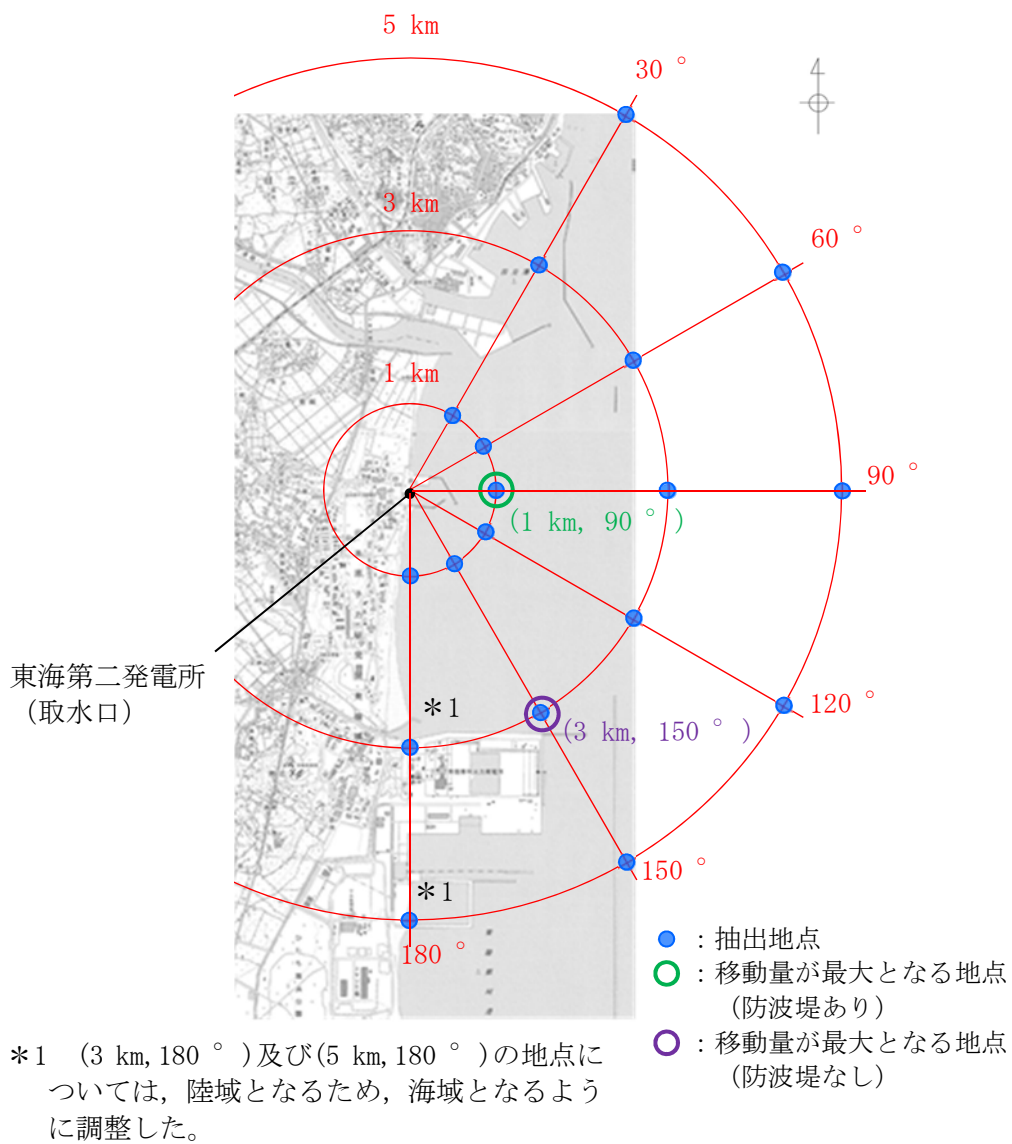 5 km
30 °
4
3 km
60 °
1 km
90 °
(1 km, 90 ° )
東海第二発電所
(取水口)
＊1
120 °
(3 km, 150 ° )
150 °
＊1
180 °
：抽出地点
：移動量が最大となる地点
(防波堤あり)
：移動量が最大となる地点
(防波堤なし)
＊1 (3 km,180 ° )及び(5 km,180 ° )の地点に
ついては，陸域となるため，海域となるよう
に調整した。